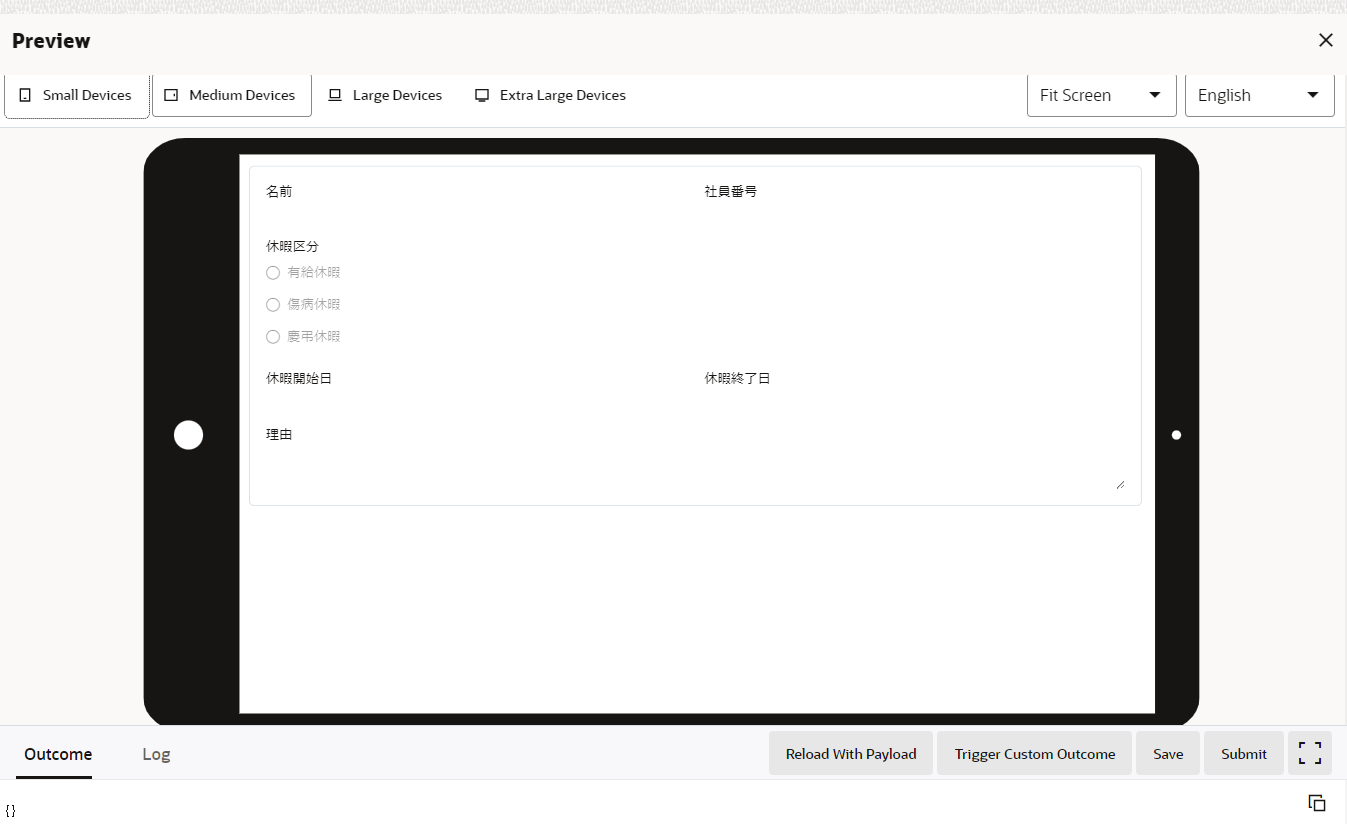 Preview
Small Devices Medium Devices Large Devices Extra Large Devices Fit Screen English
名前 社員番号
休暇区分
有給休暇
傷病休暇
慶弔休暇
休暇開始日 休暇終了日
理由
Outcome Log Reload With Payload Trigger Custom Outcome Save Submit
{}